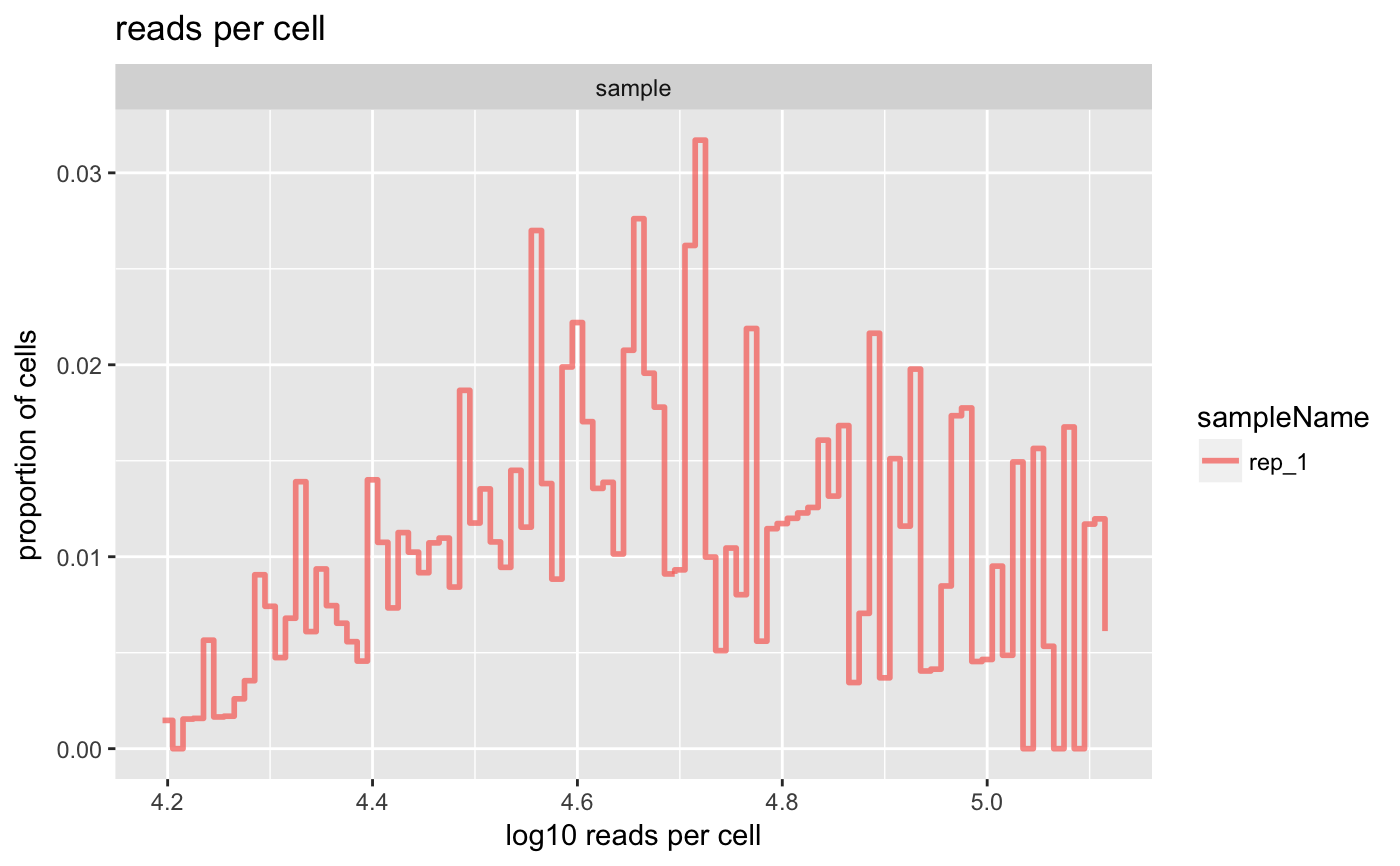 reads per cell
sample
0.03
0.02
0.01
0.00
proportion of cells
4.2 4.4 4.6 4.8 5.0
log10 reads per cell
sampleName
rep_1